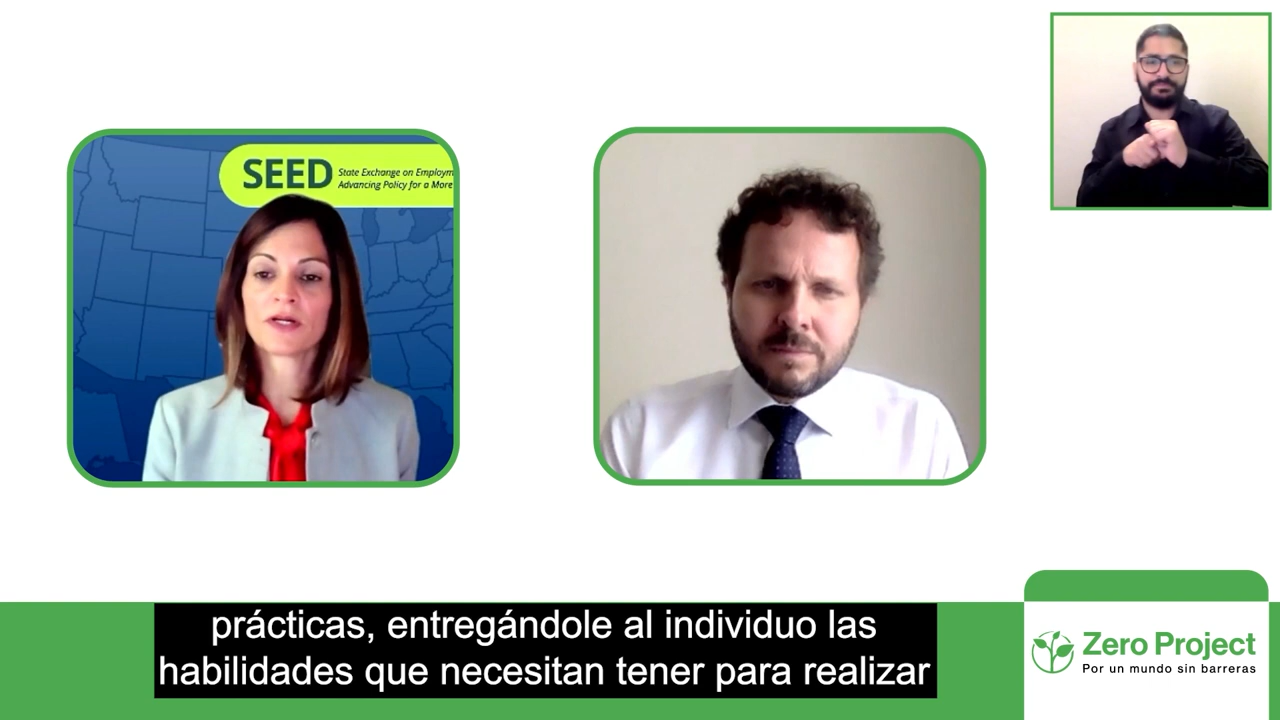 SEED
State Exchange on Employm
Advancing Policy for a More
prácticas, entregándole al individuo las
habilidades que necesitan tener para realizar
Zero Project
Por un mundo sin barreras